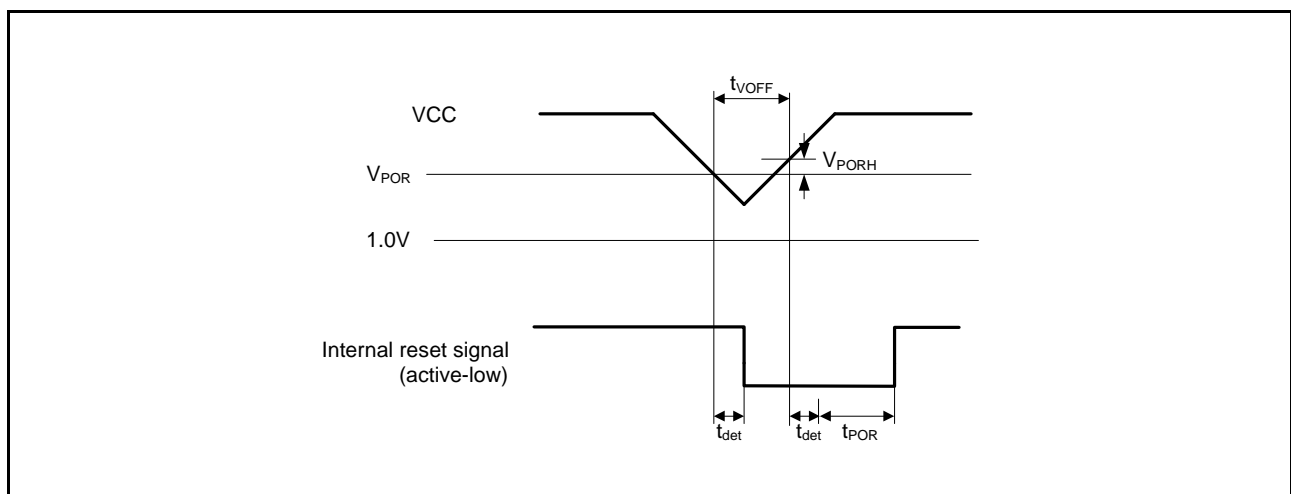 tVOFF
VCC
VPORH
VPOR
1.0V
Internal reset signal
(active-low)
tdet
tdet
tPOR